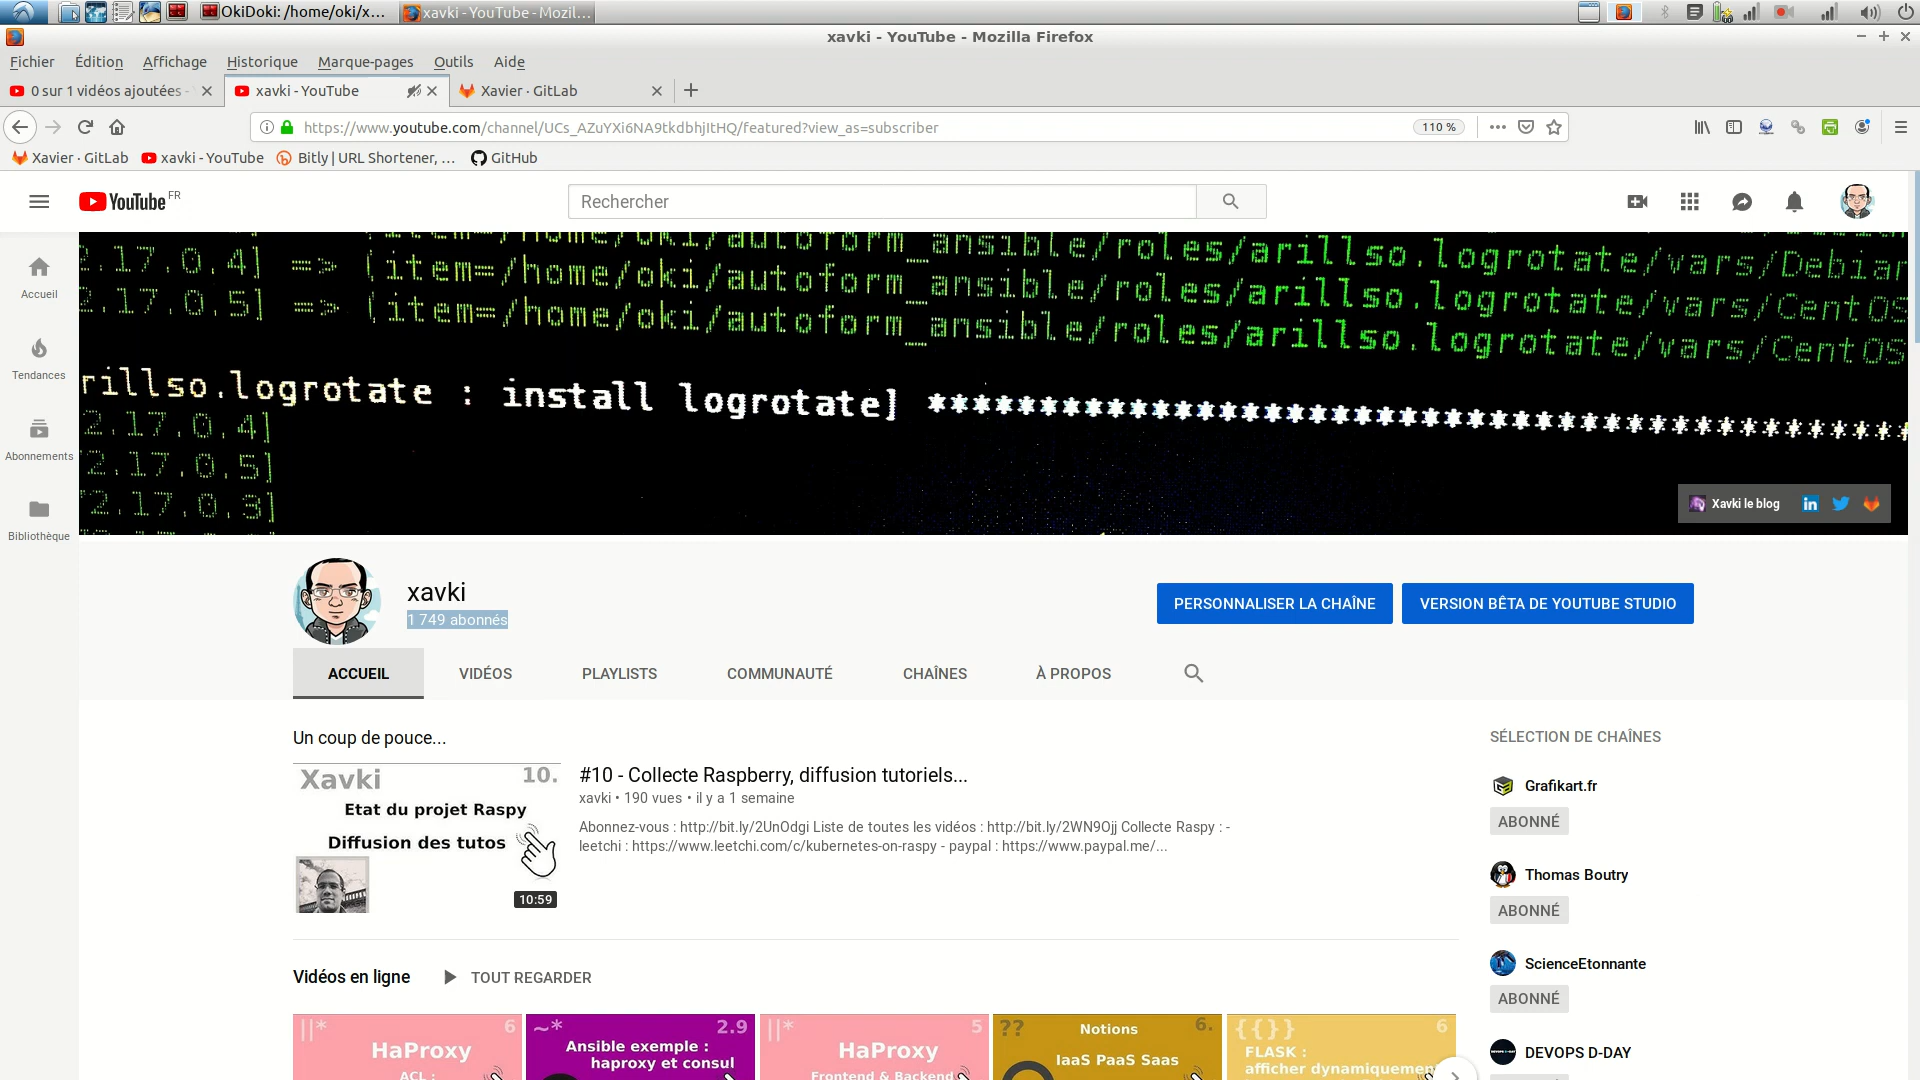 OkiDoki: /home/oki/x...
xavki - YouTube - Mozil...
xavki - YouTube - Mozilla Firefox
Fichier Édition Affichage Historique Marque-pages Outils Aide
0 sur 1 vidéos ajoutées -
xavki - YouTube
Xavier · GitLab
https://www.youtube.com/channel/UCs_AZuYXi6NA9tkdbhjItHQ/featured?view_as=subscriber
110 %
Xavier · GitLab xavki - YouTube Bitly | URL Shortener, ... GitHub
YouTube FR
Rechercher
Accueil
Tendances
Abonnements
Bibliothèque
2.17.0.4] => (item=/home/oki/autoform_ansible/roles/arillso.logrotate/vars/Debian
2.17.0.5] => (item=/home/oki/autoform_ansible/roles/arillso.logrotate/vars/CentOS
ansible/roles/arillso.logrotate/vars/CentOS
rillso.logrotate : install logrotate] ****************************************
2.17.0.4]
2.17.0.5]
2.17.0.3]
Xavki le blog
xavki
1 749 abonnés
PERSONNALISER LA CHAÎNE
VERSION BÊTA DE YOUTUBE STUDIO
ACCUEIL VIDÉOS PLAYLISTS COMMUNAUTÉ CHAÎNES À PROPOS
Un coup de pouce...
Xavki 10.
Etat du projet Raspy
Diffusion des tutos
10:59
#10 - Collecte Raspberry, diffusion tutoriels...
xavki • 190 vues • il y a 1 semaine
Abonnez-vous : http://bit.ly/2UnOdgi Liste de toutes les vidéos : http://bit.ly/2WN9Ojj Collecte Raspy : -
leetchi : https://www.leetchi.com/c/kubernetes-on-raspy - paypal : https://www.paypal.me/...
SÉLECTION DE CHAÎNES
Grafikart.fr
ABONNÉ
Thomas Boutry
ABONNÉ
ScienceEtonnante
ABONNÉ
DEVOPS D-DAY
Vidéos en ligne
TOUT REGARDER
||* 6
HaProxy
ACL :
~* 2.9
Ansible exemple :
haproxy et consul
||* 5
HaProxy
Frontend & Backend
?? Notions 6.
IaaS PaaS Saas
{{}} 6
FLASK :
afficher dynamiquement